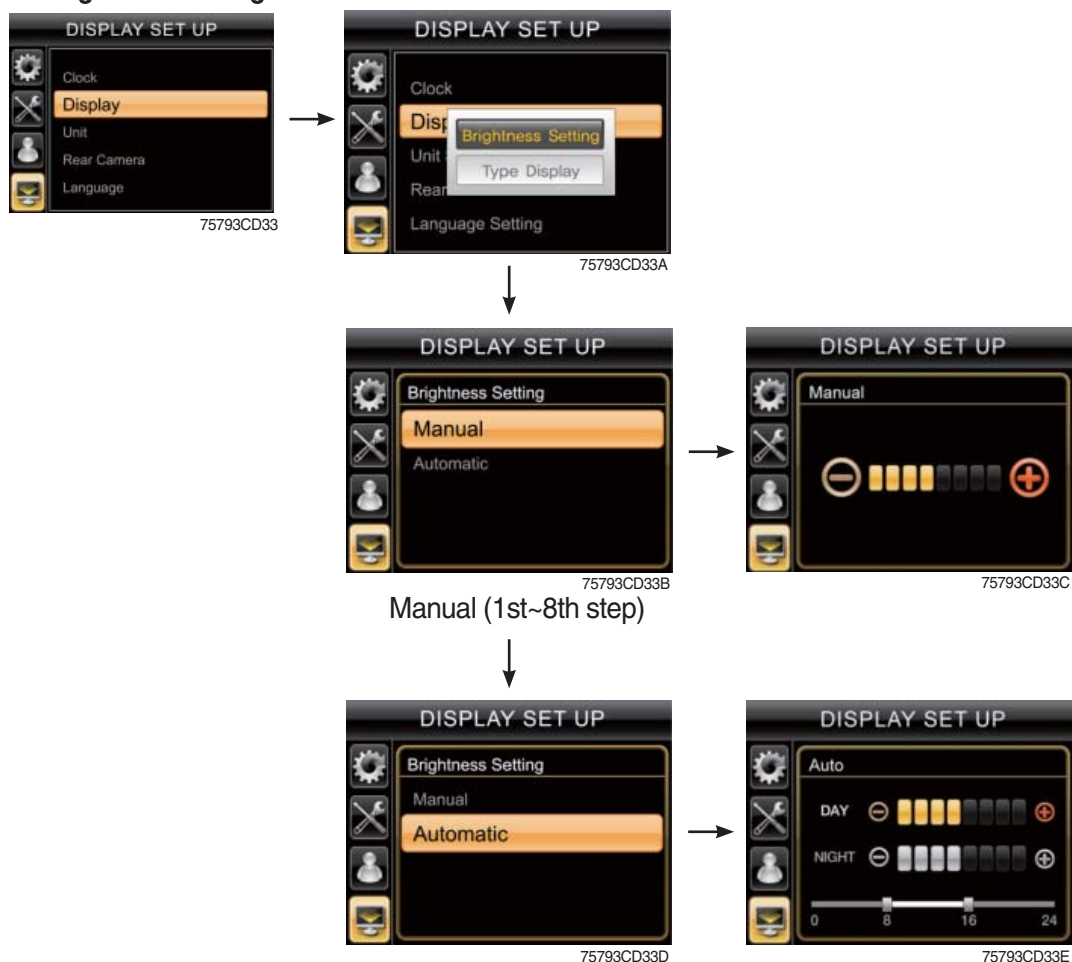 DISPLAY SET UP
Clock
Display
Unit
Rear Camera
Language
75793CD33
DISPLAY SET UP
Clock
Disp
Brightness Setting
Unit
Type Display
Rear
Language Setting
75793CD33A
DISPLAY SET UP
Brightness Setting
Manual
Automatic
75793CD33B
Manual (1st~8th step)
DISPLAY SET UP
Manual
75793CD33C
DISPLAY SET UP
Brightness Setting
Manual
Automatic
75793CD33D
DISPLAY SET UP
Auto
DAY
NIGHT
0 8 16 24
75793CD33E